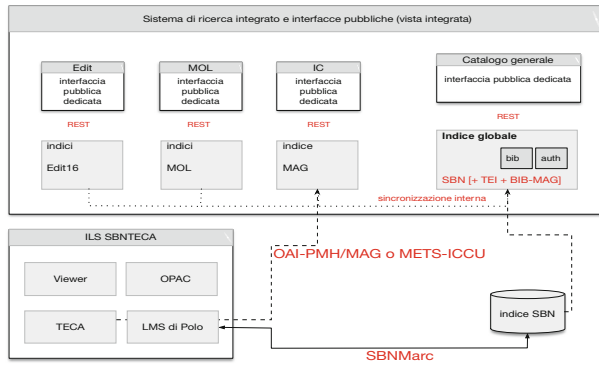 Sistema di ricerca integrato e interfacce pubbliche (vista integrata)
Edit
interfaccia
pubblica
dedicata
MOL
interfaccia
pubblica
dedicata
IC
interfaccia
pubblica
dedicata
Catalogo generale
interfaccia pubblica dedicata
REST
REST
REST
REST
indici
Edit16
indici
MOL
indice
MAG
Indice globale
bib
auth
SBN [+ TEI + BIB-MAG]
sincronizzazione interna
ILS SBNTECA
OAI-PMH/MAG o METS-ICCU
Viewer
OPAC
TECA
LMS di Polo
indice SBN
SBNMarc